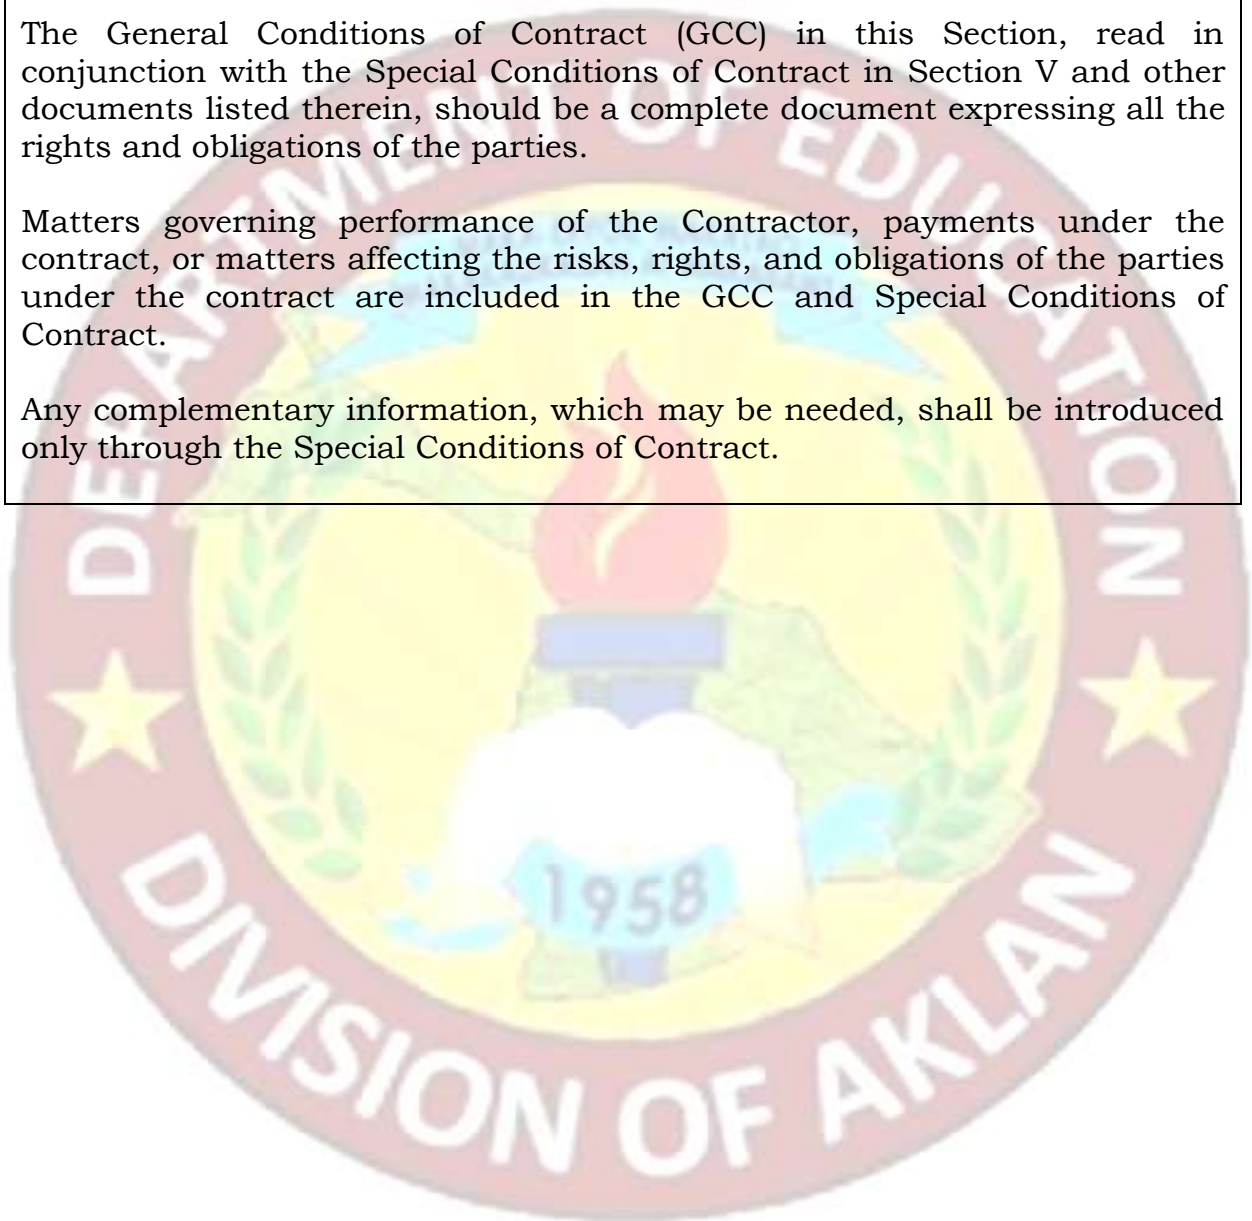 The General Conditions of Contract (GCC) in this Section, read in
conjunction with the Special Conditions of Contract in Section V and other
documents listed therein, should be a complete document expressing all the
rights and obligations of the parties.
Matters governing performance of the Contractor, payments under the
contract, or matters affecting the risks, rights, and obligations of the parties
under the contract are included in the GCC and Special Conditions of
Contract.
Any complementary information, which may be needed, shall be introduced
only through the Special Conditions of Contract.
DEPARTMENT OF EDUCATION
1958
DIVISION OF AKLAN